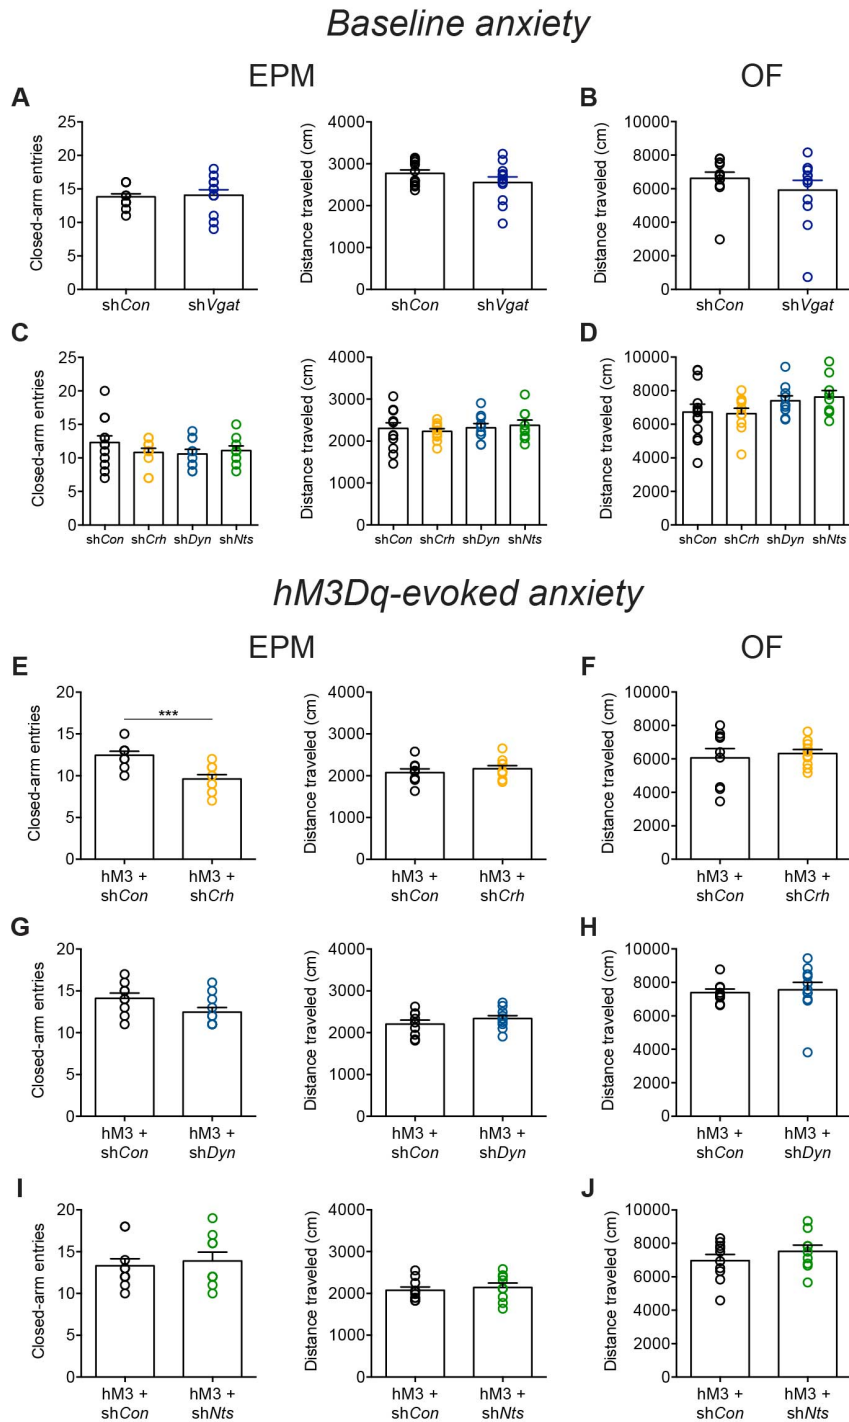 Baseline anxiety
EPM
OF
A
Closed-arm entries
25
20
15
10
5
0
shCon
shVgat
Distance traveled (cm)
4000
3000
2000
1000
0
shCon
shVgat
B
Distance traveled (cm)
10000
8000
6000
4000
2000
0
shCon
shVgat
C
Closed-arm entries
25
20
15
10
5
0
shCon
shCrh
shDyn
shNts
Distance traveled (cm)
4000
3000
2000
1000
0
shCon
shCrh
shDyn
shNts
D
Distance traveled (cm)
10000
8000
6000
4000
2000
0
shCon
shCrh
shDyn
shNts
hM3Dq-evoked anxiety
EPM
OF
E
Closed-arm entries
20
15
10
5
0
***
hM3 +
shCon
hM3 +
shCrh
Distance traveled (cm)
4000
3000
2000
1000
0
hM3 +
shCon
hM3 +
shCrh
F
Distance traveled (cm)
10000
8000
6000
4000
2000
0
hM3 +
shCon
hM3 +
shCrh
G
Closed-arm entries
20
15
10
5
0
hM3 +
shCon
hM3 +
shDyn
Distance traveled (cm)
4000
3000
2000
1000
0
hM3 +
shCon
hM3 +
shDyn
H
Distance traveled (cm)
10000
8000
6000
4000
2000
0
hM3 +
shCon
hM3 +
shDyn
I
Closed-arm entries
20
15
10
5
0
hM3 +
shCon
hM3 +
shNts
Distance traveled (cm)
4000
3000
2000
1000
0
hM3 +
shCon
hM3 +
shNts
J
Distance traveled (cm)
10000
8000
6000
4000
2000
0
hM3 +
shCon
hM3 +
shNts